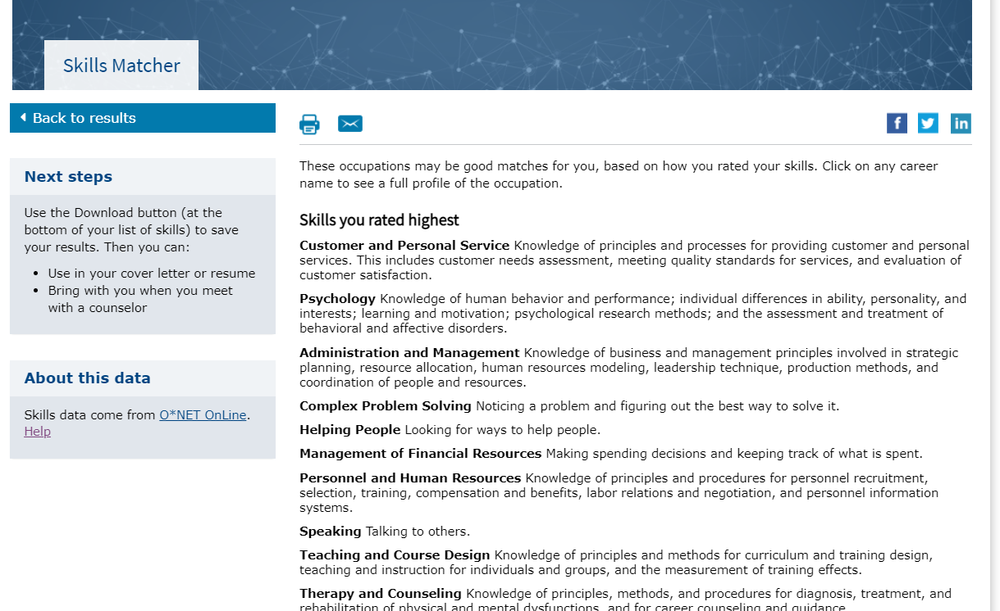 Skills Matcher
Back to results
Next steps
Use the Download button (at the
bottom of your list of skills) to save
your results. Then you can:
• Use in your cover letter or resume
• Bring with you when you meet
with a counselor
About this data
Skills data come from O*NET OnLine.
Help
f in
These occupations may be good matches for you, based on how you rated your skills. Click on any career
name to see a full profile of the occupation.
Skills you rated highest
Customer and Personal Service Knowledge of principles and processes for providing customer and personal
services. This includes customer needs assessment, meeting quality standards for services, and evaluation of
customer satisfaction.
Psychology Knowledge of human behavior and performance; individual differences in ability, personality, and
interests; learning and motivation; psychological research methods; and the assessment and treatment of
behavioral and affective disorders.
Administration and Management Knowledge of business and management principles involved in strategic
planning, resource allocation, human resources modeling, leadership technique, production methods, and
coordination of people and resources.
Complex Problem Solving Noticing a problem and figuring out the best way to solve it.
Helping People Looking for ways to help people.
Management of Financial Resources Making spending decisions and keeping track of what is spent.
Personnel and Human Resources Knowledge of principles and procedures for personnel recruitment,
selection, training, compensation and benefits, labor relations and negotiation, and personnel information
systems.
Speaking Talking to others.
Teaching and Course Design Knowledge of principles and methods for curriculum and training design,
teaching and instruction for individuals and groups, and the measurement of training effects.
Therapy and Counseling Knowledge of principles, methods, and procedures for diagnosis, treatment, and
rehabilitation of physical and mental dysfunctions, and for career counseling and guidance.